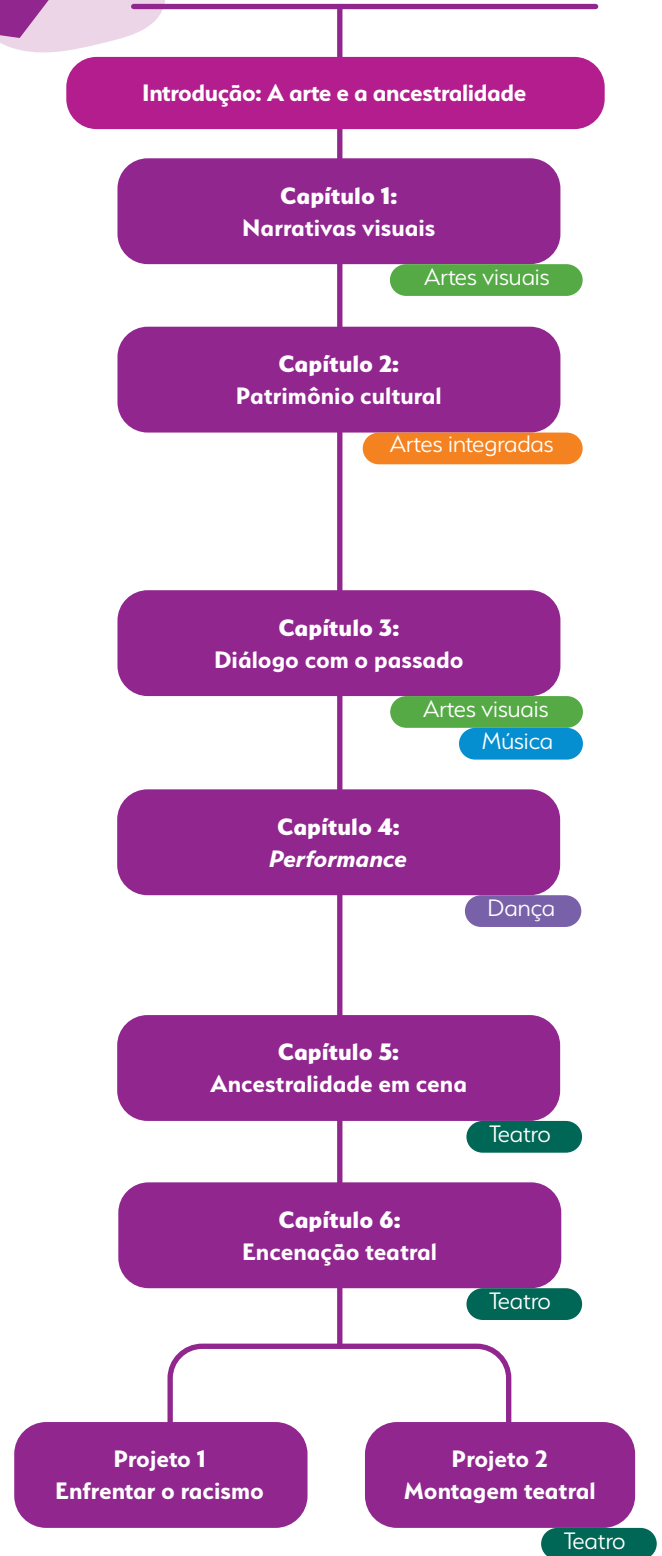 Introdução: A arte e a ancestralidade
Capítulo 1:
Narrativas visuais
Artes visuais
Capítulo 2:
Patrimônio cultural
Artes integradas
Capítulo 3:
Diálogo com o passado
Artes visuais
Música
Capítulo 4:
Performance
Dança
Capítulo 5:
Ancestralidade em cena
Teatro
Capítulo 6:
Encenação teatral
Teatro
Projeto 1
Enfrentar o racismo
Projeto 2
Montagem teatral
Teatro